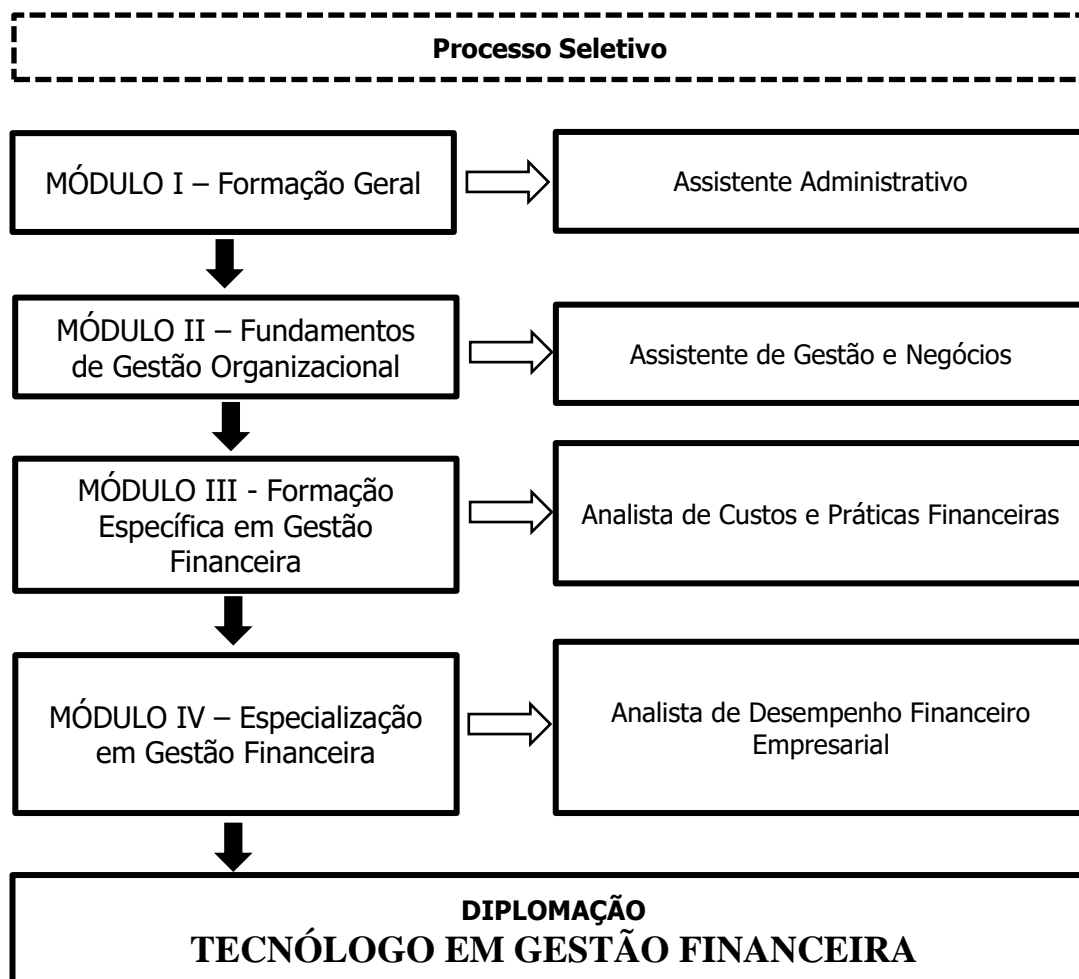 Processo Seletivo
MÓDULO I – Formação Geral
Assistente Administrativo
MÓDULO II – Fundamentos
de Gestão Organizacional
Assistente de Gestão e Negócios
MÓDULO III - Formação
Específica em Gestão
Financeira
Analista de Custos e Práticas Financeiras
MÓDULO IV – Especialização
em Gestão Financeira
Analista de Desempenho Financeiro
Empresarial
DIPLOMAÇÃO
TECNÓLOGO EM GESTÃO FINANCEIRA